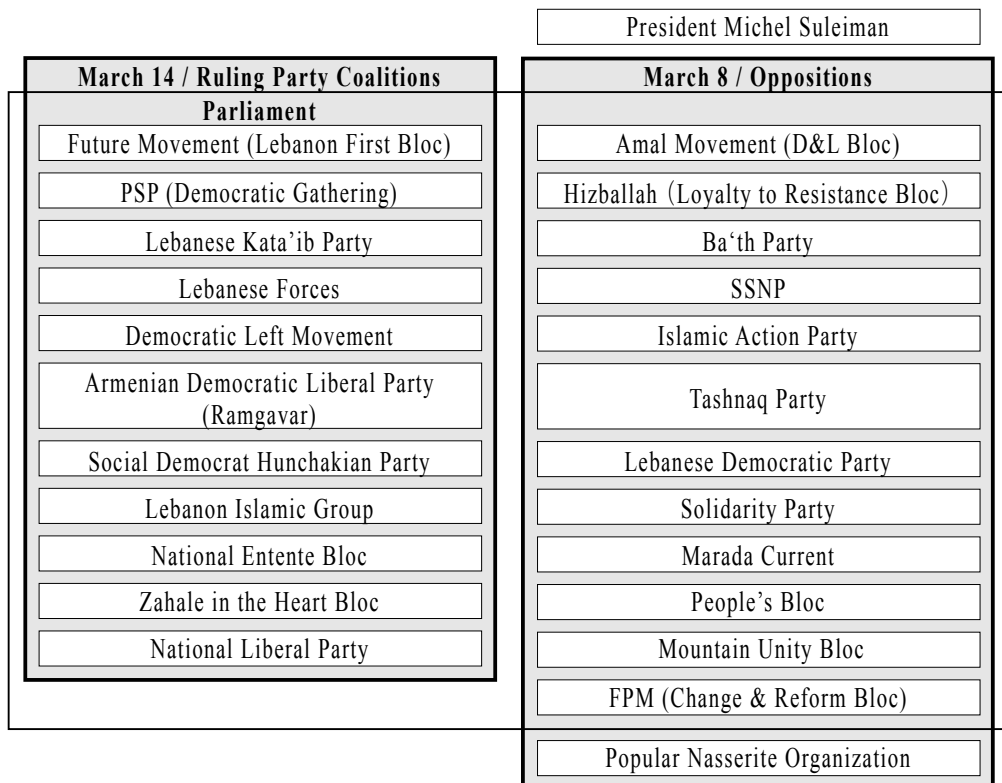 President Michel Suleiman
March 14 / Ruling Party Coalitions
Parliament
Future Movement (Lebanon First Bloc)
PSP (Democratic Gathering)
Lebanese Kata’ib Party
Lebanese Forces
Democratic Left Movement
Armenian Democratic Liberal Party
(Ramgavar)
Social Democrat Hunchakian Party
Lebanon Islamic Group
National Entente Bloc
Zahale in the Heart Bloc
National Liberal Party
March 8 / Oppositions
Amal Movement (D&L Bloc)
Hizballah（Loyalty to Resistance Bloc）
Ba‘th Party
SSNP
Islamic Action Party
Tashnaq Party
Lebanese Democratic Party
Solidarity Party
Marada Current
People’s Bloc
Mountain Unity Bloc
FPM (Change & Reform Bloc)
Popular Nasserite Organization